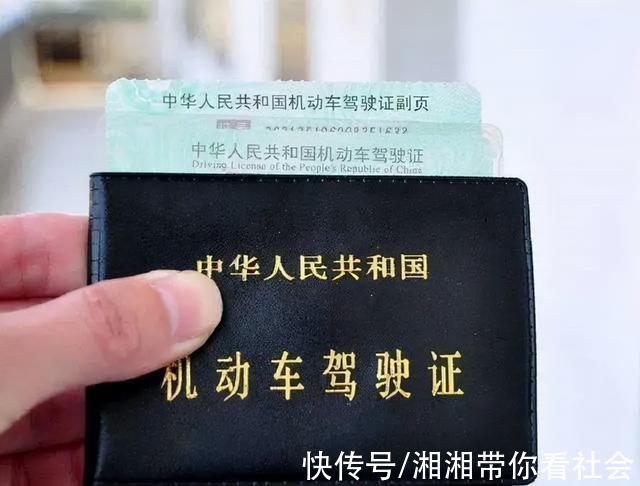 中华人民共和国机动车驾驶证副页
证号
中华人民共和国机动车驾驶证
Driving License of the People's Republic of China
中华人民共和国
机动车驾驶证
快传号/湘湘带你看社会